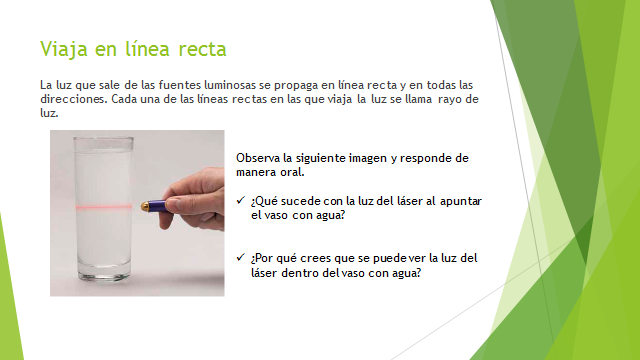 Viaja en línea recta
La luz que sale de las fuentes luminosas se propaga en línea recta y en todas las
direcciones. Cada una de las líneas rectas en las que viaja la luz se llama rayo de
luz.
Observa la siguiente imagen y responde de
manera oral.
✓ ¿Qué sucede con la luz del láser al apuntar
el vaso con agua?
✓ ¿Por qué crees que se puede ver la luz del
láser dentro del vaso con agua?